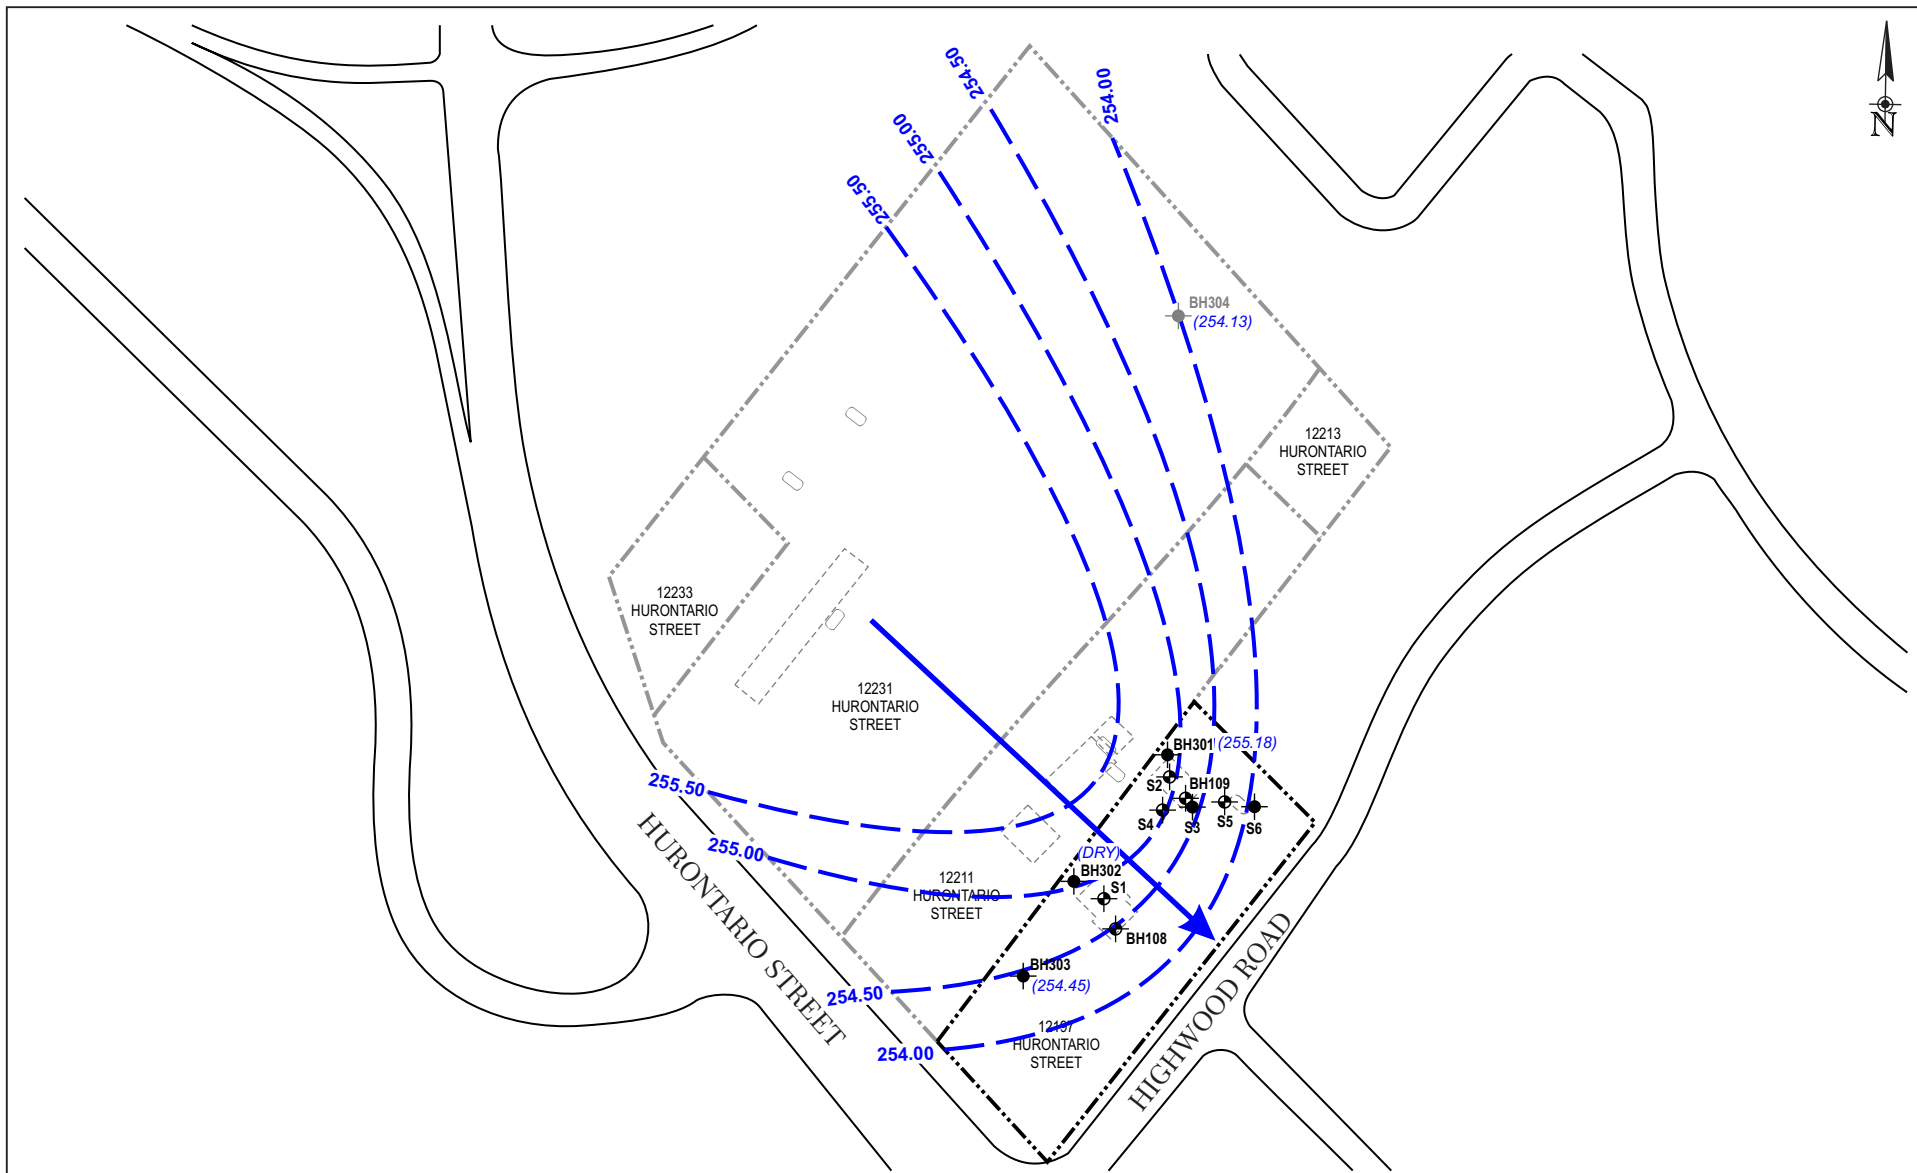 254.50
254.00
255.00
255.50
N
BH304
(254.13)
12213
HURONTARIO
STREET
12233
HURONTARIO
STREET
12231
HURONTARIO
STREET
BH301
(255.18)
S2
BH109
S4
S3
S5
S6
255.50
255.00
(DRY)
BH302
S1
12211
HURONTARIO
STREET
BH108
BH303
(254.45)
254.50
254.00
12197
HURONTARIO
STREET
HURONTARIO STREET
HIGHWOOD ROAD